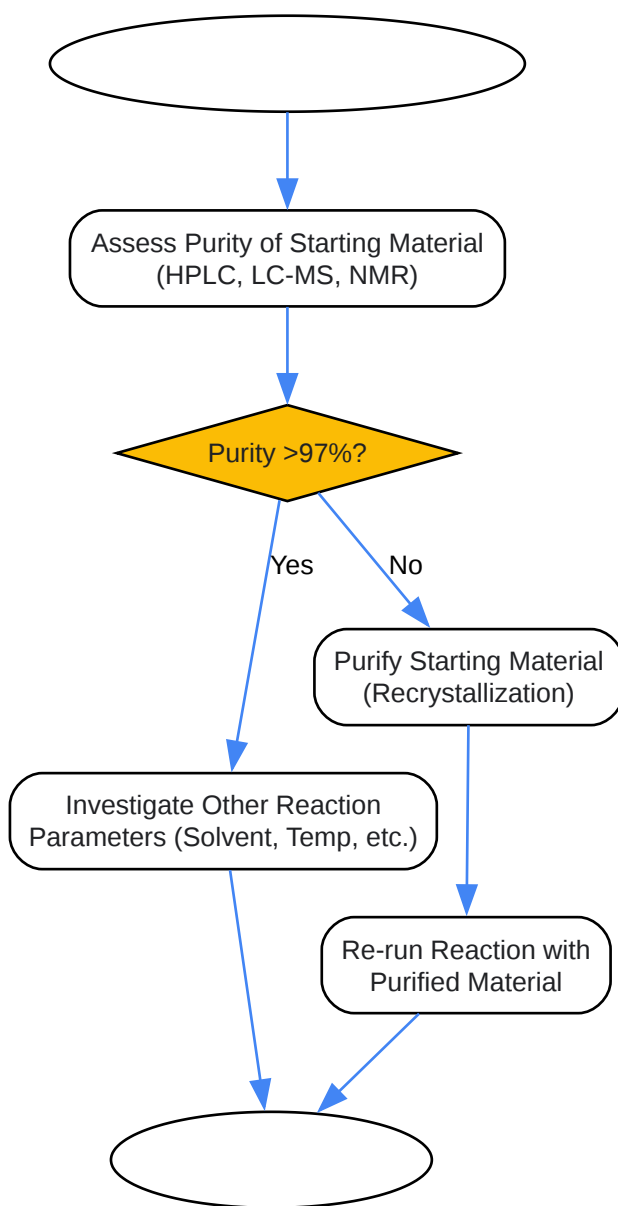 Assess Purity of Starting Material
(HPLC, LC-MS, NMR)
Purity >97%?
Yes
No
Purify Starting Material
(Recrystallization)
Investigate Other Reaction
Parameters (Solvent, Temp, etc.)
Re-run Reaction with
Purified Material